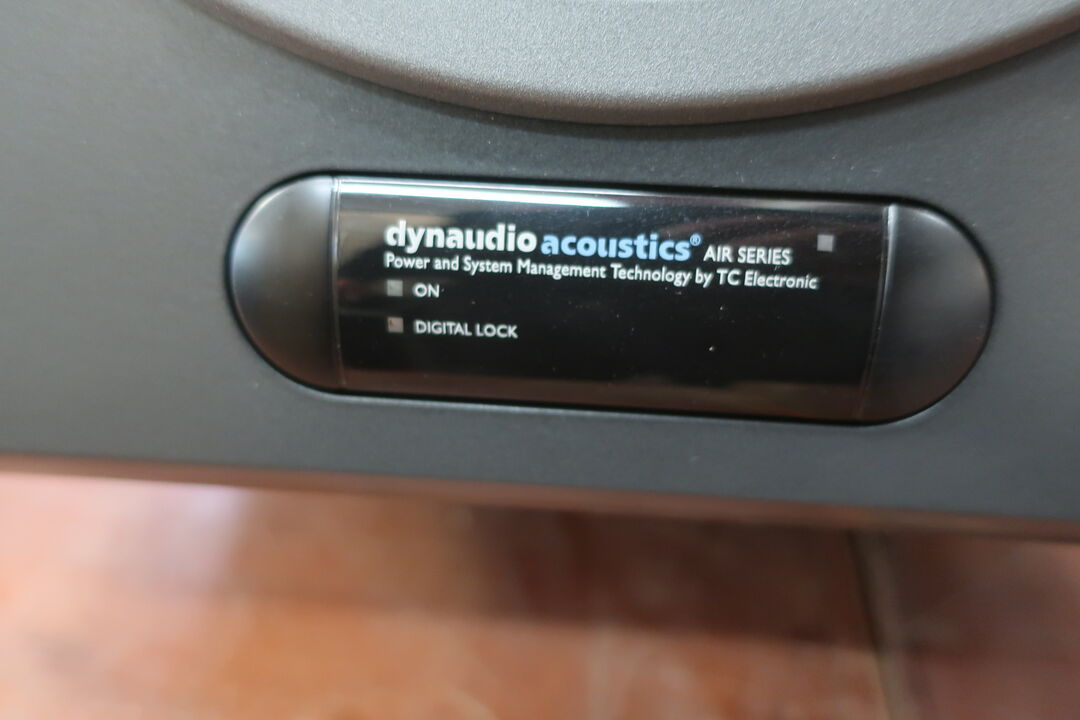 dynaudio acoustics® AIR SERIES
Power and System Management Technology by TC Electronic
ON
DIGITAL LOCK